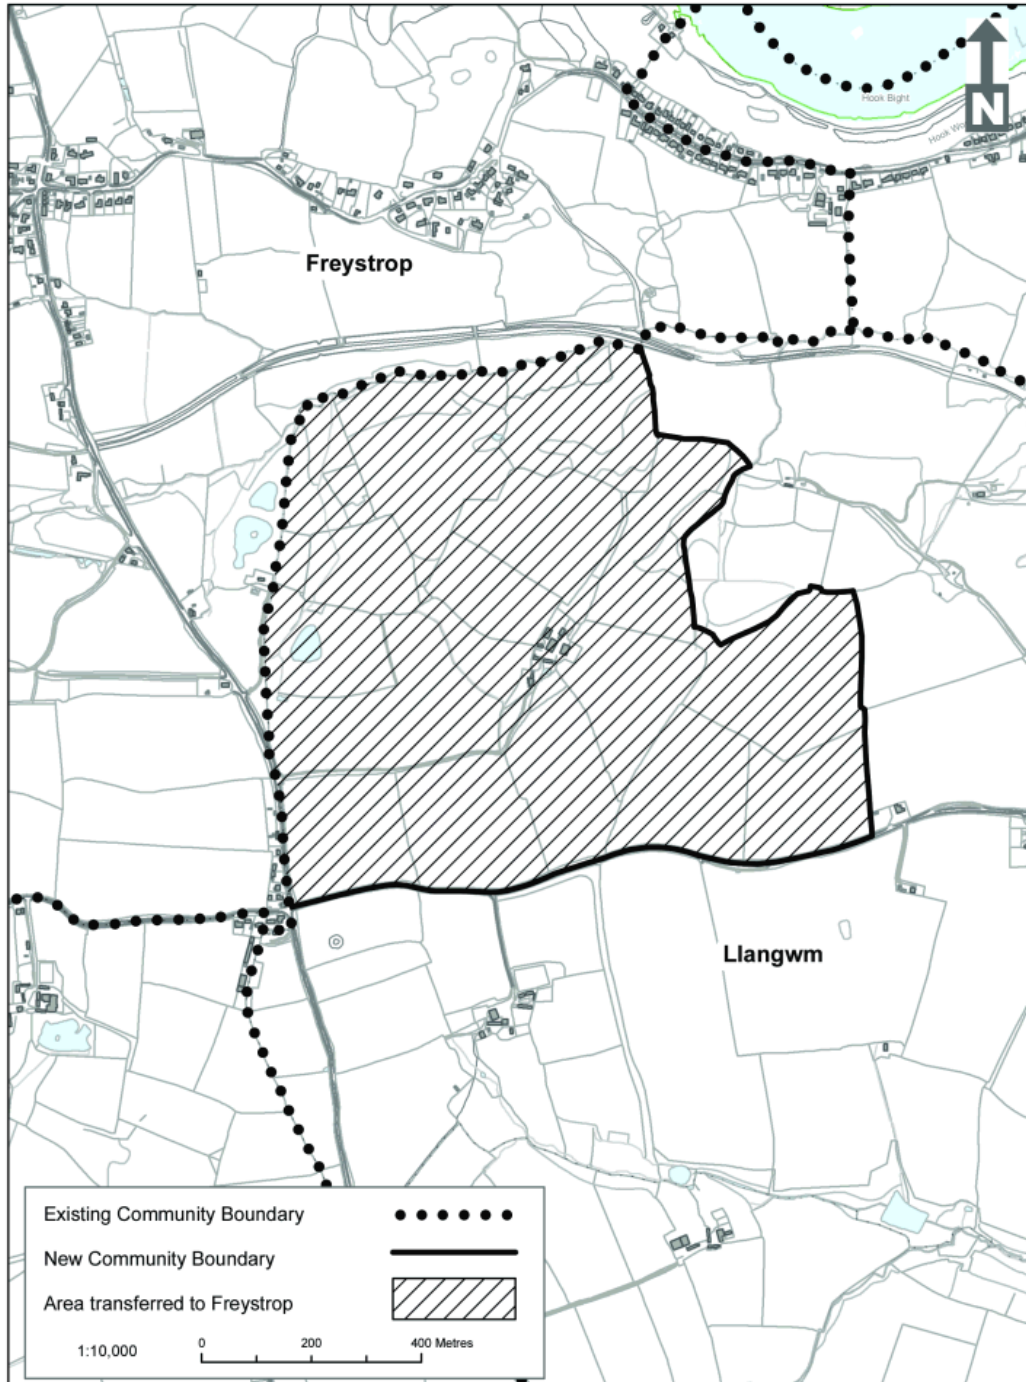 Hook Bight
N
Freystrop
Llangwm
Existing Community Boundary
New Community Boundary
Area transferred to Freystrop
1:10,000
0 200 400 Metres